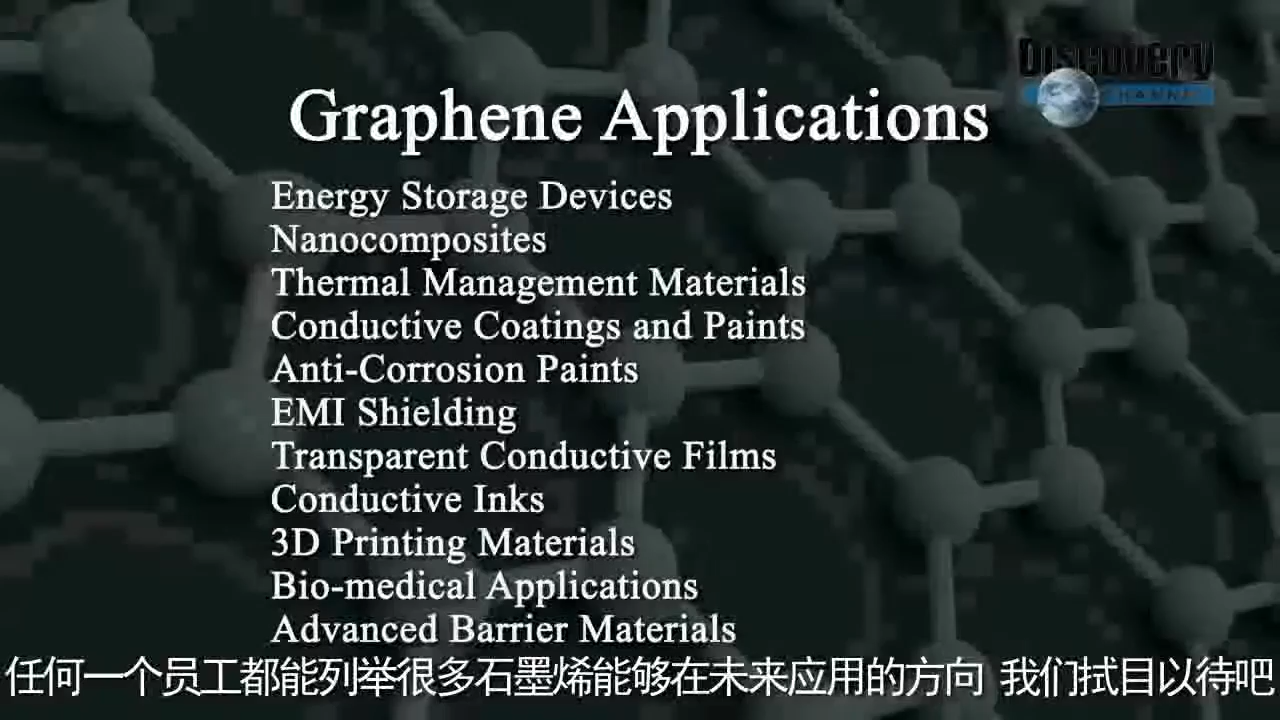 Discovery
CHANNEL
Graphene Applications
Energy Storage Devices
Nanocomposites
Thermal Management Materials
Conductive Coatings and Paints
Anti-Corrosion Paints
EMI Shielding
Transparent Conductive Films
Conductive Inks
3D Printing Materials
Bio-medical Applications
Advanced Barrier Materials
任何一个员工都能列举很多石墨烯能够在未来应用的方向 我们拭目以待吧